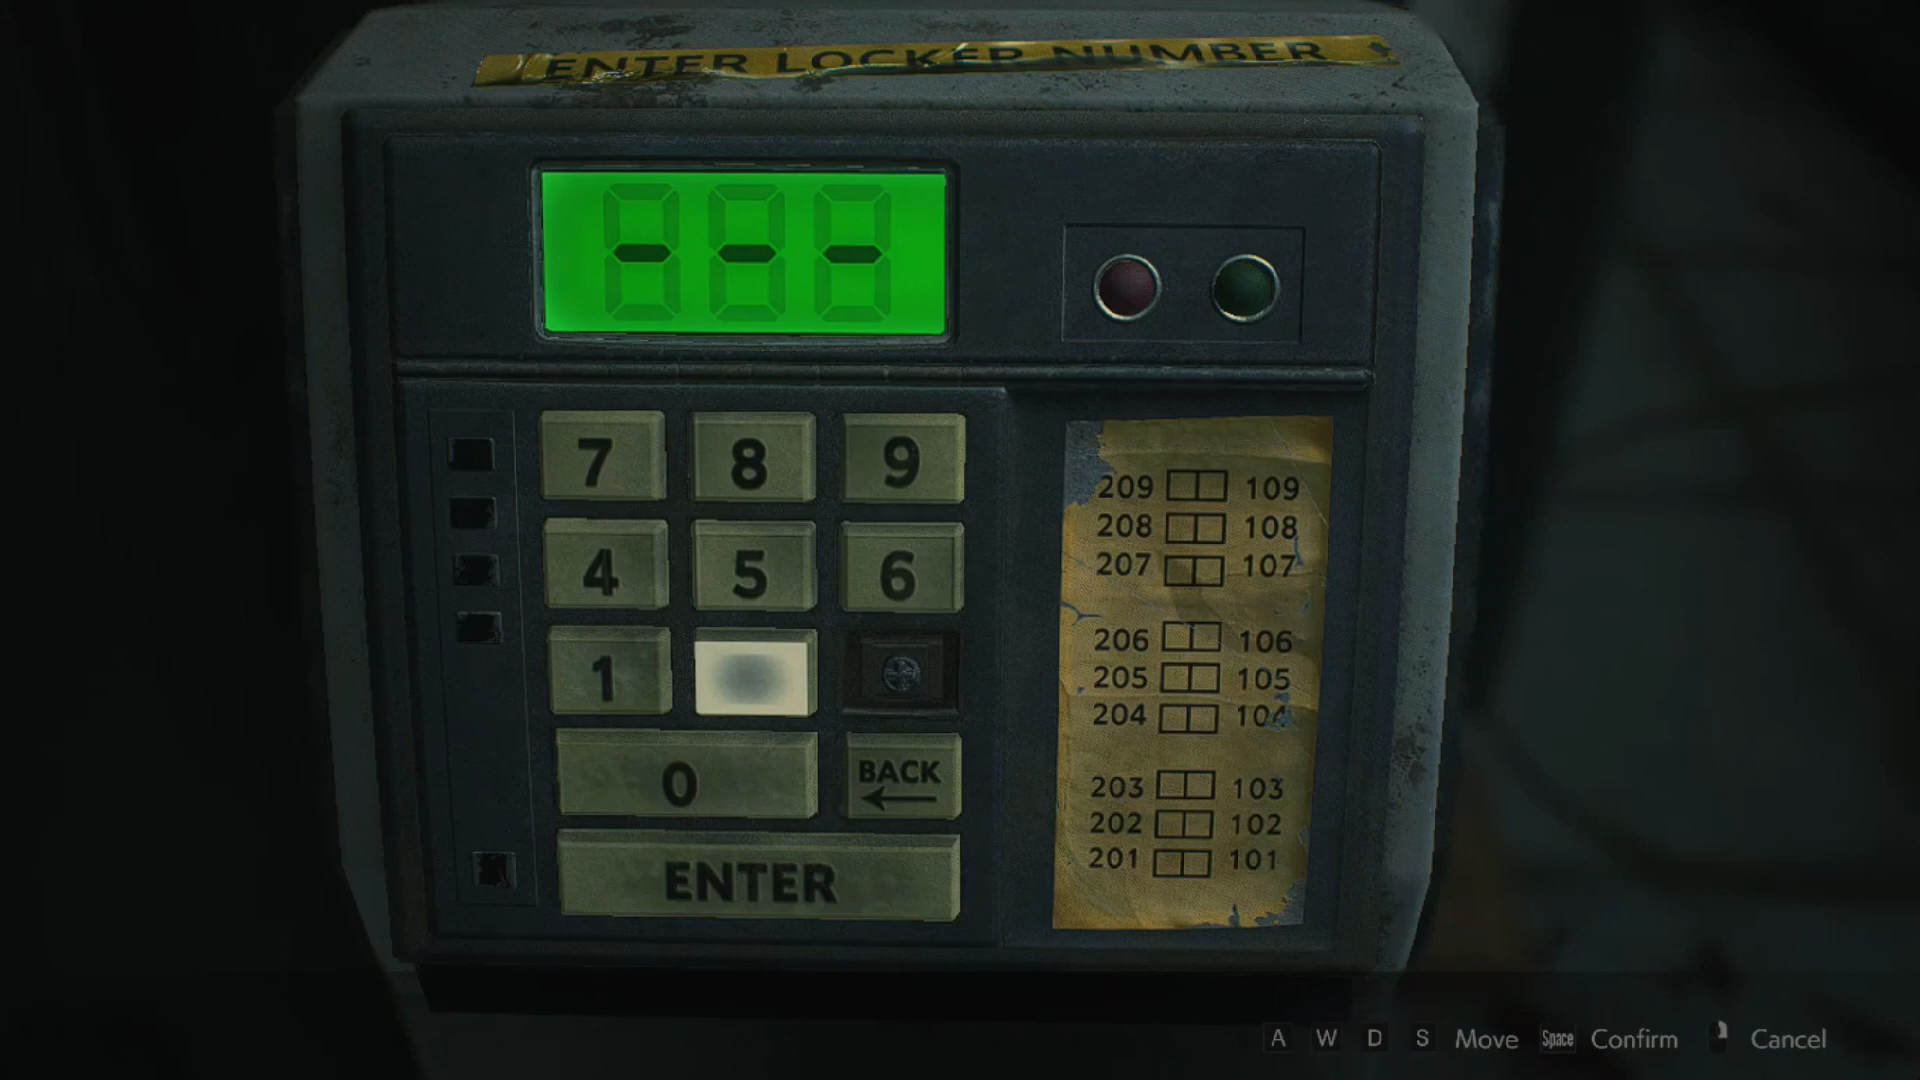 ENTER LOCKER NUMBER
---
7 8 9
4 5 6
1
0 BACK
ENTER
209 109
208 108
207 107
206 106
205 105
204 104
203 103
202 102
201 101
A W D S Move Space Confirm Cancel